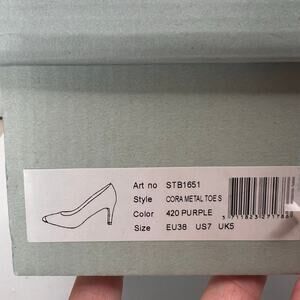 Art no STB1651
Style CORA METAL TOE S
Color 420 PURPLE
Size EU38 US7 UK5